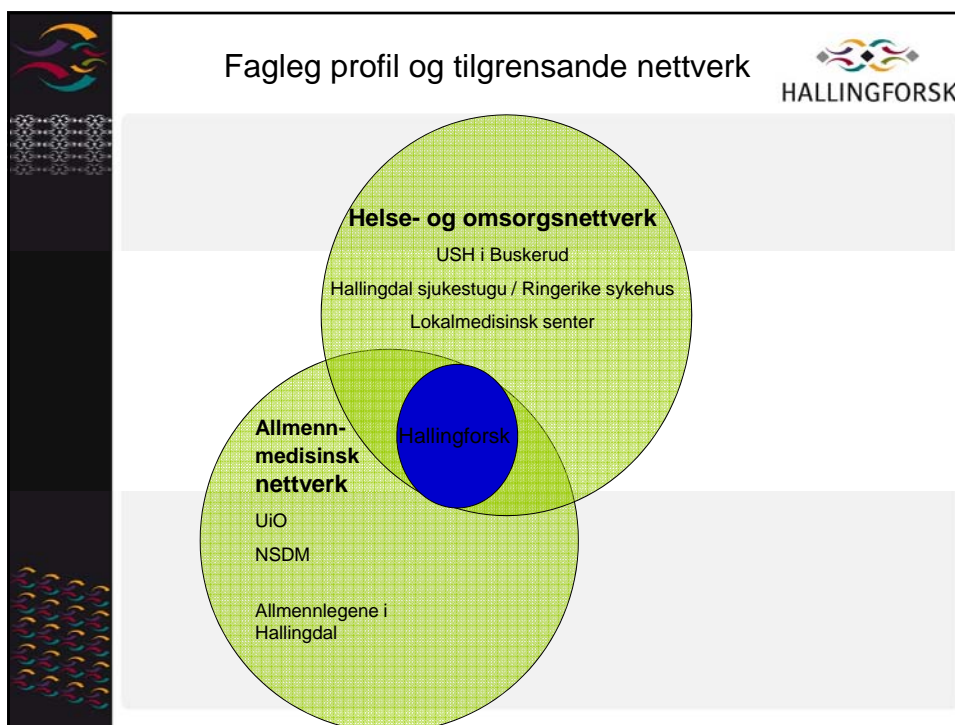 Fagleg profil og tilgrensande nettverk
HALLINGFORSK
Helse- og omsorgsnettverk
USH i Buskerud
Hallingdal sjukestugu / Ringerike sykehus
Lokalmedisinsk senter
Hallingforsk
Allmenn-
medisinsk
nettverk
UiO
NSDM
Allmennlegene i
Hallingdal